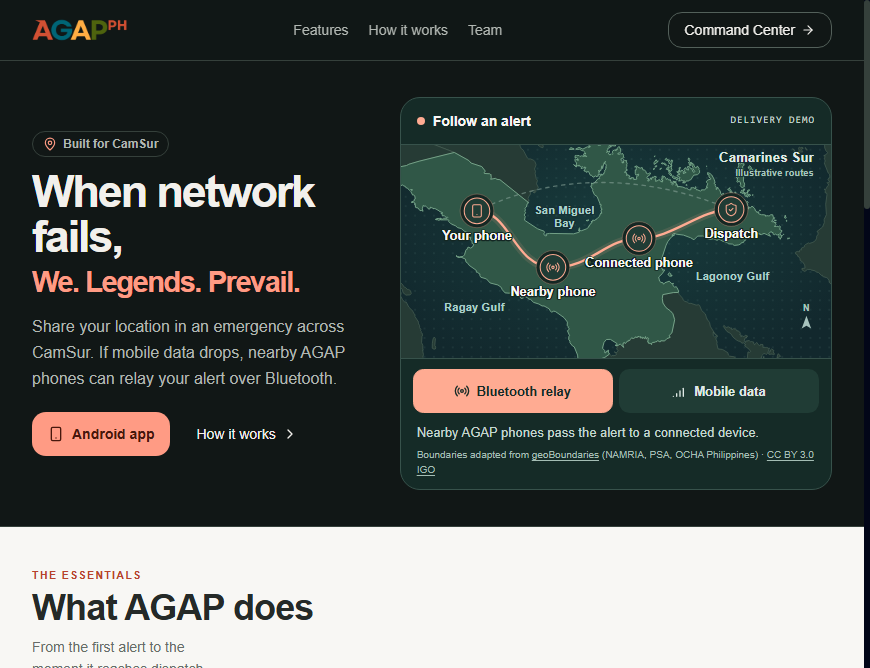 AGAPPH
Features
How it works
Team
Command Center
Built for CamSur
When network
fails,
We. Legends. Prevail.
Share your location in an emergency across
CamSur. If mobile data drops, nearby AGAP
phones can relay your alert over Bluetooth.
Android app
How it works
Follow an alert
DELIVERY DEMO
Camarines Sur
Illustrative routes
San Miguel
Bay
Your phone
Dispatch
Connected phone
Nearby phone
Lagonoy Gulf
Ragay Gulf
N
Bluetooth relay
Mobile data
Nearby AGAP phones pass the alert to a connected device.
Boundaries adapted from geoBoundaries (NAMRIA, PSA, OCHA Philippines) · CC BY 3.0
IGO
THE ESSENTIALS
What AGAP does
From the first alert to the
moment it reaches dispatch